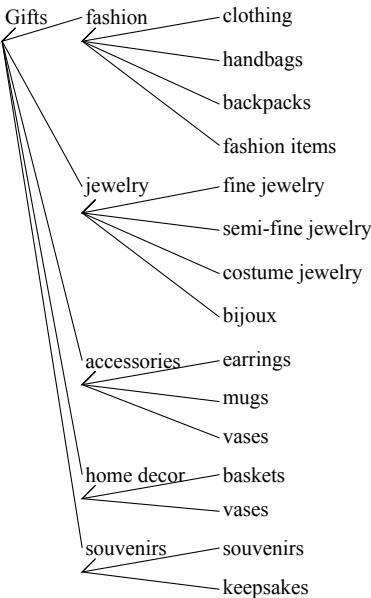 Gifts
fashion
clothing
handbags
backpacks
fashion items
jewelry
fine jewelry
semi-fine jewelry
costume jewelry
bijoux
accessories
earrings
mugs
vases
home decor
baskets
vases
souvenirs
souvenirs
keepsakes